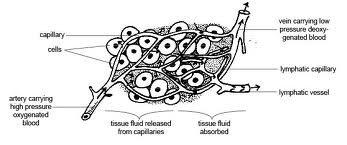 capillary
cells
artery carrying
high pressure
oxygenated
blood
tissue fluid released
from capillaries
tissue fluid
absorbed
vein carrying low
pressure deoxy-
genated blood
lymphatic capillary
lymphatic vessel